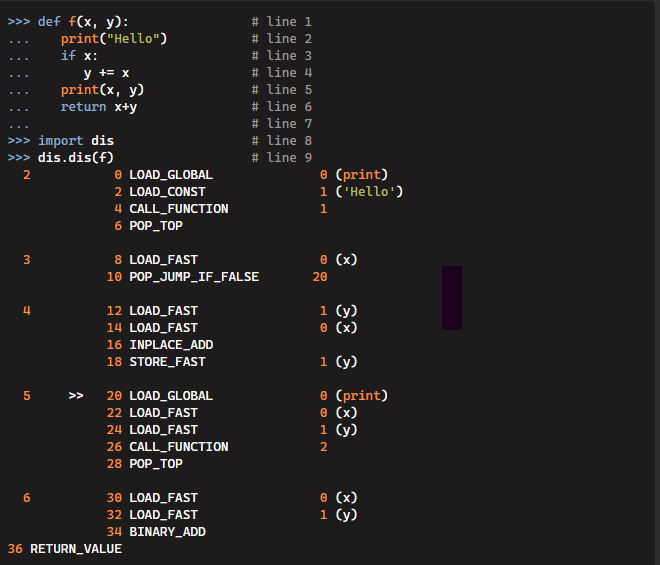 >>> def f(x, y):                # line 1
...    print("Hello")           # line 2
...    if x:                    # line 3
...       y += x                # line 4
...    print(x, y)              # line 5
...    return x+y               # line 6
...                             # line 7
>>> import dis                  # line 8
>>> dis.dis(f)                  # line 9
  2           0 LOAD_GLOBAL              0 (print)
              2 LOAD_CONST               1 ('Hello')
              4 CALL_FUNCTION            1
              6 POP_TOP

  3           8 LOAD_FAST                0 (x)
             10 POP_JUMP_IF_FALSE       20

  4          12 LOAD_FAST                1 (y)
             14 LOAD_FAST                0 (x)
             16 INPLACE_ADD
             18 STORE_FAST               1 (y)

  5     >>   20 LOAD_GLOBAL              0 (print)
             22 LOAD_FAST                0 (x)
             24 LOAD_FAST                1 (y)
             26 CALL_FUNCTION            2
             28 POP_TOP

  6          30 LOAD_FAST                0 (x)
             32 LOAD_FAST                1 (y)
             34 BINARY_ADD
36 RETURN_VALUE